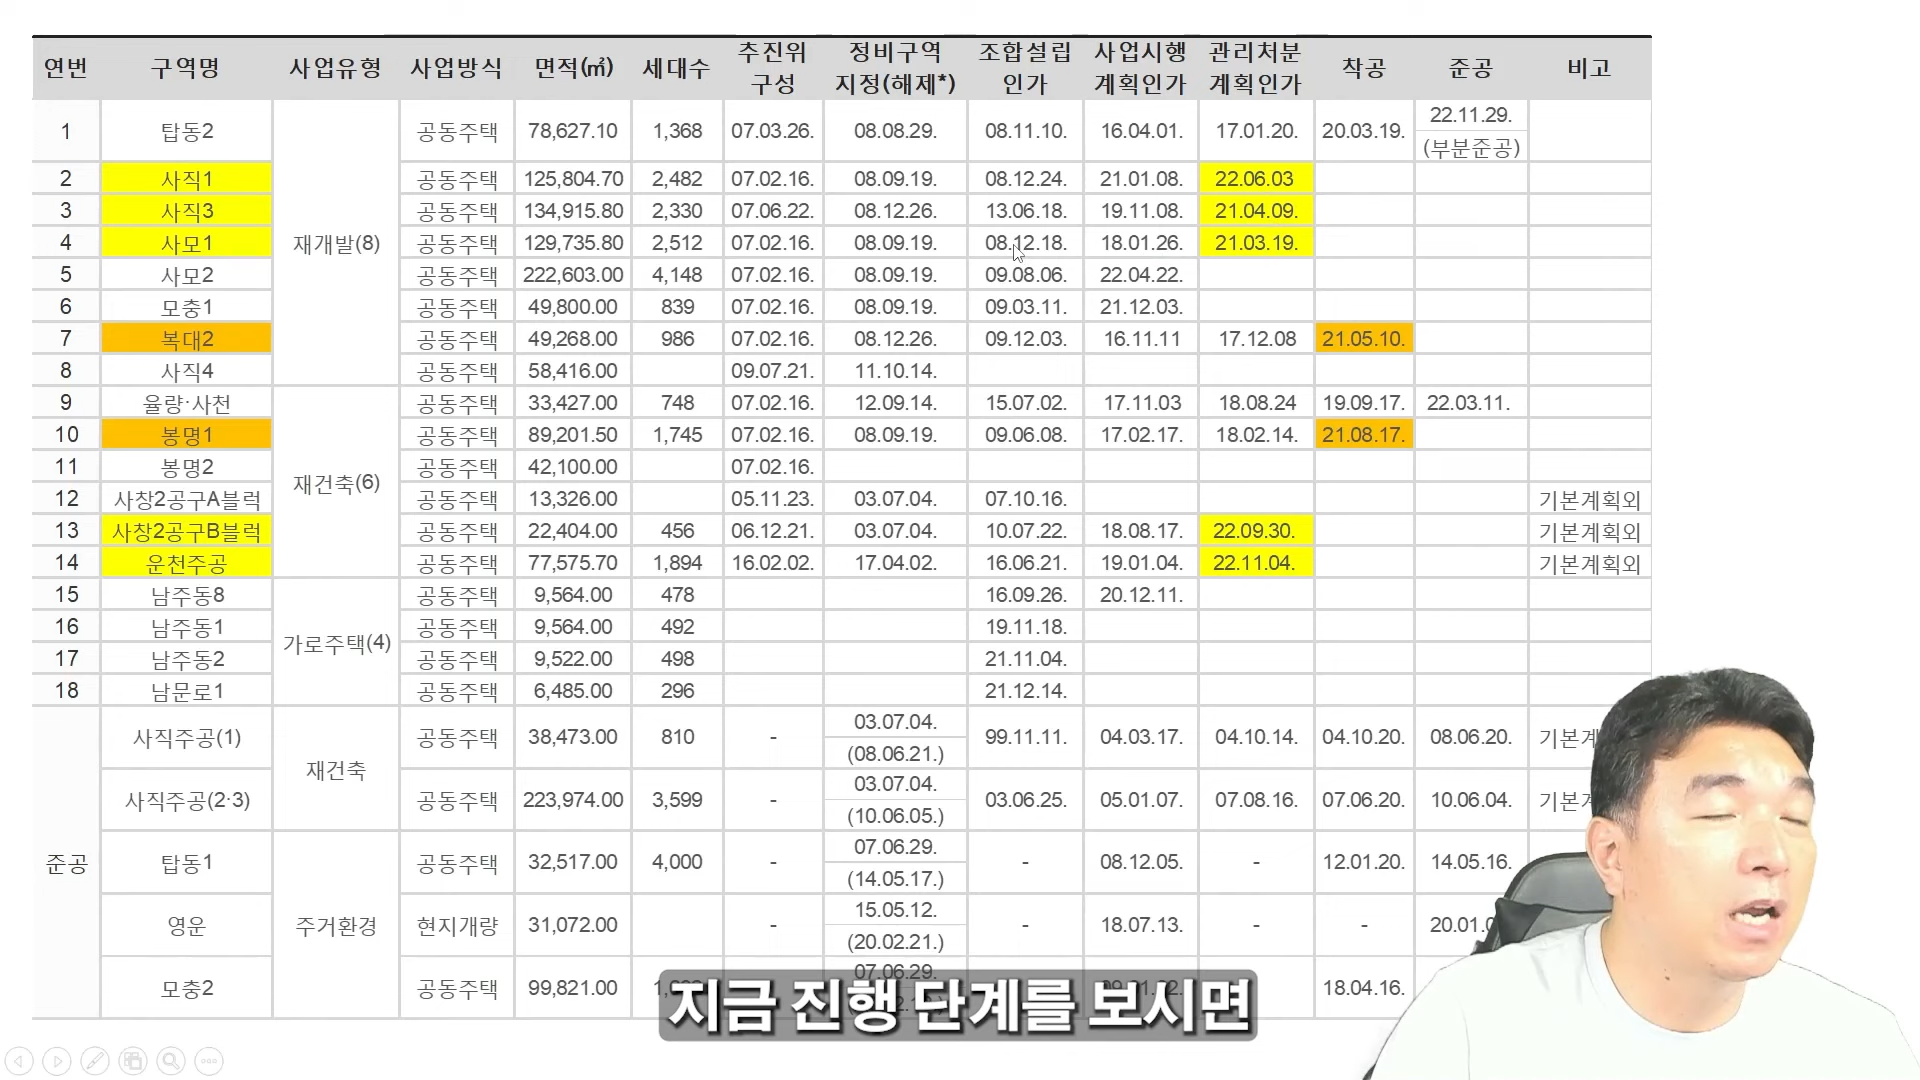 연번 구역명 사업유형 사업방식 면적(㎡) 세대수 추진위 구성 정비구역 지정(해제*) 조합설립 인가 사업시행 계획인가 관리처분 계획인가 착공 준공 비고
1 탑동2 공동주택 78,627.10 1,368 07.03.26. 08.08.29. 08.11.10. 16.04.01. 17.01.20. 20.03.19. 22.11.29. (부분준공)
2 사직1 공동주택 125,804.70 2,482 07.02.16. 08.09.19. 08.12.24. 21.01.08. 22.06.03
3 사직3 공동주택 134,915.80 2,330 07.06.22. 08.12.26. 13.06.18. 19.11.08. 21.04.09.
4 사모1 재개발(8) 공동주택 129,735.80 2,512 07.02.16. 08.09.19. 08.12.18. 18.01.26. 21.03.19.
5 사모2 공동주택 222,603.00 4,148 07.02.16. 08.09.19. 09.08.06. 22.04.22.
6 모충1 공동주택 49,800.00 839 07.02.16. 08.09.19. 09.03.11. 21.12.03.
7 복대2 공동주택 49,268.00 986 07.02.16. 08.12.26. 09.12.03. 16.11.11 17.12.08 21.05.10.
8 사직4 공동주택 58,416.00 09.07.21. 11.10.14.
9 율량·사천 공동주택 33,427.00 748 07.02.16. 12.09.14. 15.07.02. 17.11.03 18.08.24 19.09.17. 22.03.11.
10 봉명1 공동주택 89,201.50 1,745 07.02.16. 08.09.19. 09.06.08. 17.02.17. 18.02.14. 21.08.17.
11 봉명2 재건축(6) 공동주택 42,100.00 07.02.16.
12 사창2공구A블럭 공동주택 13,326.00 05.11.23. 03.07.04. 07.10.16. 기본계획외
13 사창2공구B블럭 공동주택 22,404.00 456 06.12.21. 03.07.04. 10.07.22. 18.08.17. 22.09.30. 기본계획외
14 운천주공 공동주택 77,575.70 1,894 16.02.02. 17.04.02. 16.06.21. 19.01.04. 22.11.04. 기본계획외
15 남주동8 공동주택 9,564.00 478 16.09.26. 20.12.11.
16 남주동1 가로주택(4) 공동주택 9,564.00 492 19.11.18.
17 남주동2 공동주택 9,522.00 498 21.11.04.
18 남문로1 공동주택 6,485.00 296 21.12.14.
준공 사직주공(1) 재건축 공동주택 38,473.00 810 - 03.07.04. (08.06.21.) 99.11.11. 04.03.17. 04.10.14. 04.10.20. 08.06.20. 기본계
사직주공(2·3) 공동주택 223,974.00 3,599 - 03.07.04. (10.06.05.) 03.06.25. 05.01.07. 07.08.16. 07.06.20. 10.06.04. 기본계
탑동1 공동주택 32,517.00 4,000 - 07.06.29. (14.05.17.) - 08.12.05. - 12.01.20. 14.05.16.
영운 주거환경 현지개량 31,072.00 - 15.05.12. (20.02.21.) - 18.07.13. - - 20.01.
모충2 공동주택 99,821.00 07.06.29. 18.04.16.
지금 진행 단계를 보시면